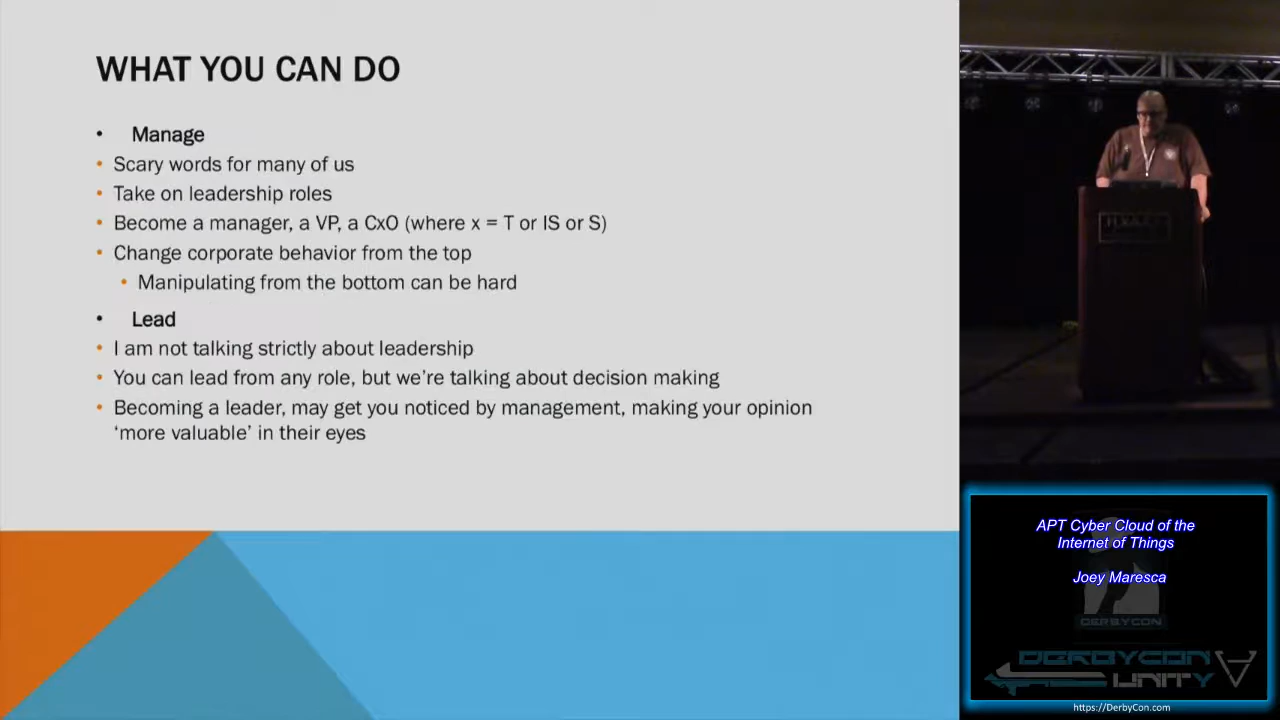 WHAT YOU CAN DO
• Manage
• Scary words for many of us
• Take on leadership roles
• Become a manager, a VP, a CxO (where x = T or IS or S)
• Change corporate behavior from the top
• Manipulating from the bottom can be hard
• Lead
• I am not talking strictly about leadership
• You can lead from any role, but we’re talking about decision making
• Becoming a leader, may get you noticed by management, making your opinion
‘more valuable’ in their eyes
HYATT
APT Cyber Cloud of the
Internet of Things
Joey Maresca
DERBYCON
DERBYCON
UNITY
https://DerbyCon.com